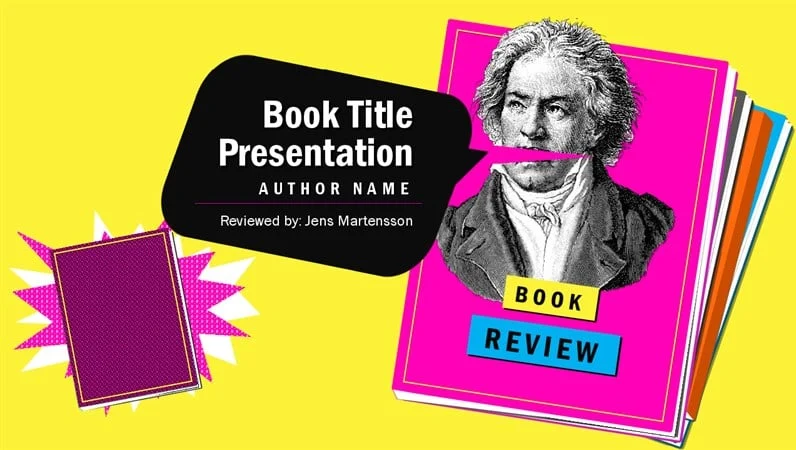 Book Title
Presentation
AUTHOR NAME
Reviewed by: Jens Martensson
BOOK
REVIEW